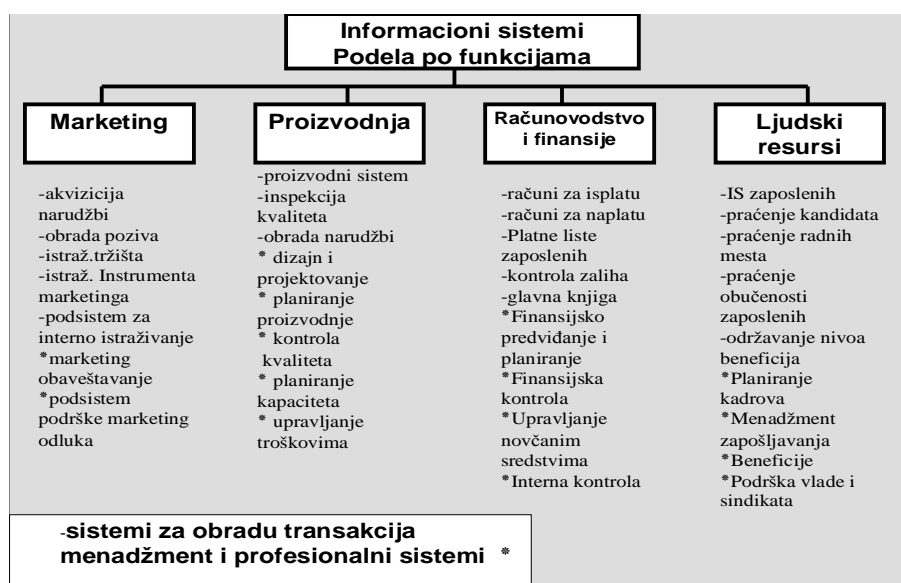 Informacioni sistemi
Podela po funkcijama
Marketing
-akvizicija
narudžbi
-obrada poziva
-istraž.tržišta
-istraž. Instrumenta
marketinga
-podsistem za
interno istraživanje
*marketing
obaveštavanje
*podsistem
podrške marketing
odluka
Proizvodnja
-proizvodni sistem
-inspekcija
kvaliteta
-obrada narudžbi
* dizajn i
projektovanje
* planiranje
proizvodnje
* kontrola
kvaliteta
* planiranje
kapaciteta
* upravljanje
troškovima
Računovodstvo
i finansije
-računi za isplatu
-računi za naplatu
-Platne liste
zaposlenih
-kontrola zaliha
-glavna knjiga
*Finansijsko
predviđanje i
planiranje
*Finansijska
kontrola
*Upravljanje
novčanim
sredstvima
*Interna kontrola
Ljudski
resursi
-IS zaposlenih
-praćenje kandidata
-praćenje radnih
mesta
-praćenje
obučenosti
zaposlenih
-održavanje nivoa
beneficija
*Planiranje
kadrova
*Menadžment
zapošljavanja
*Beneficije
*Podrška vlade i
sindikata
-sistemi za obradu transakcija
menadžment i profesionalni sistemi *